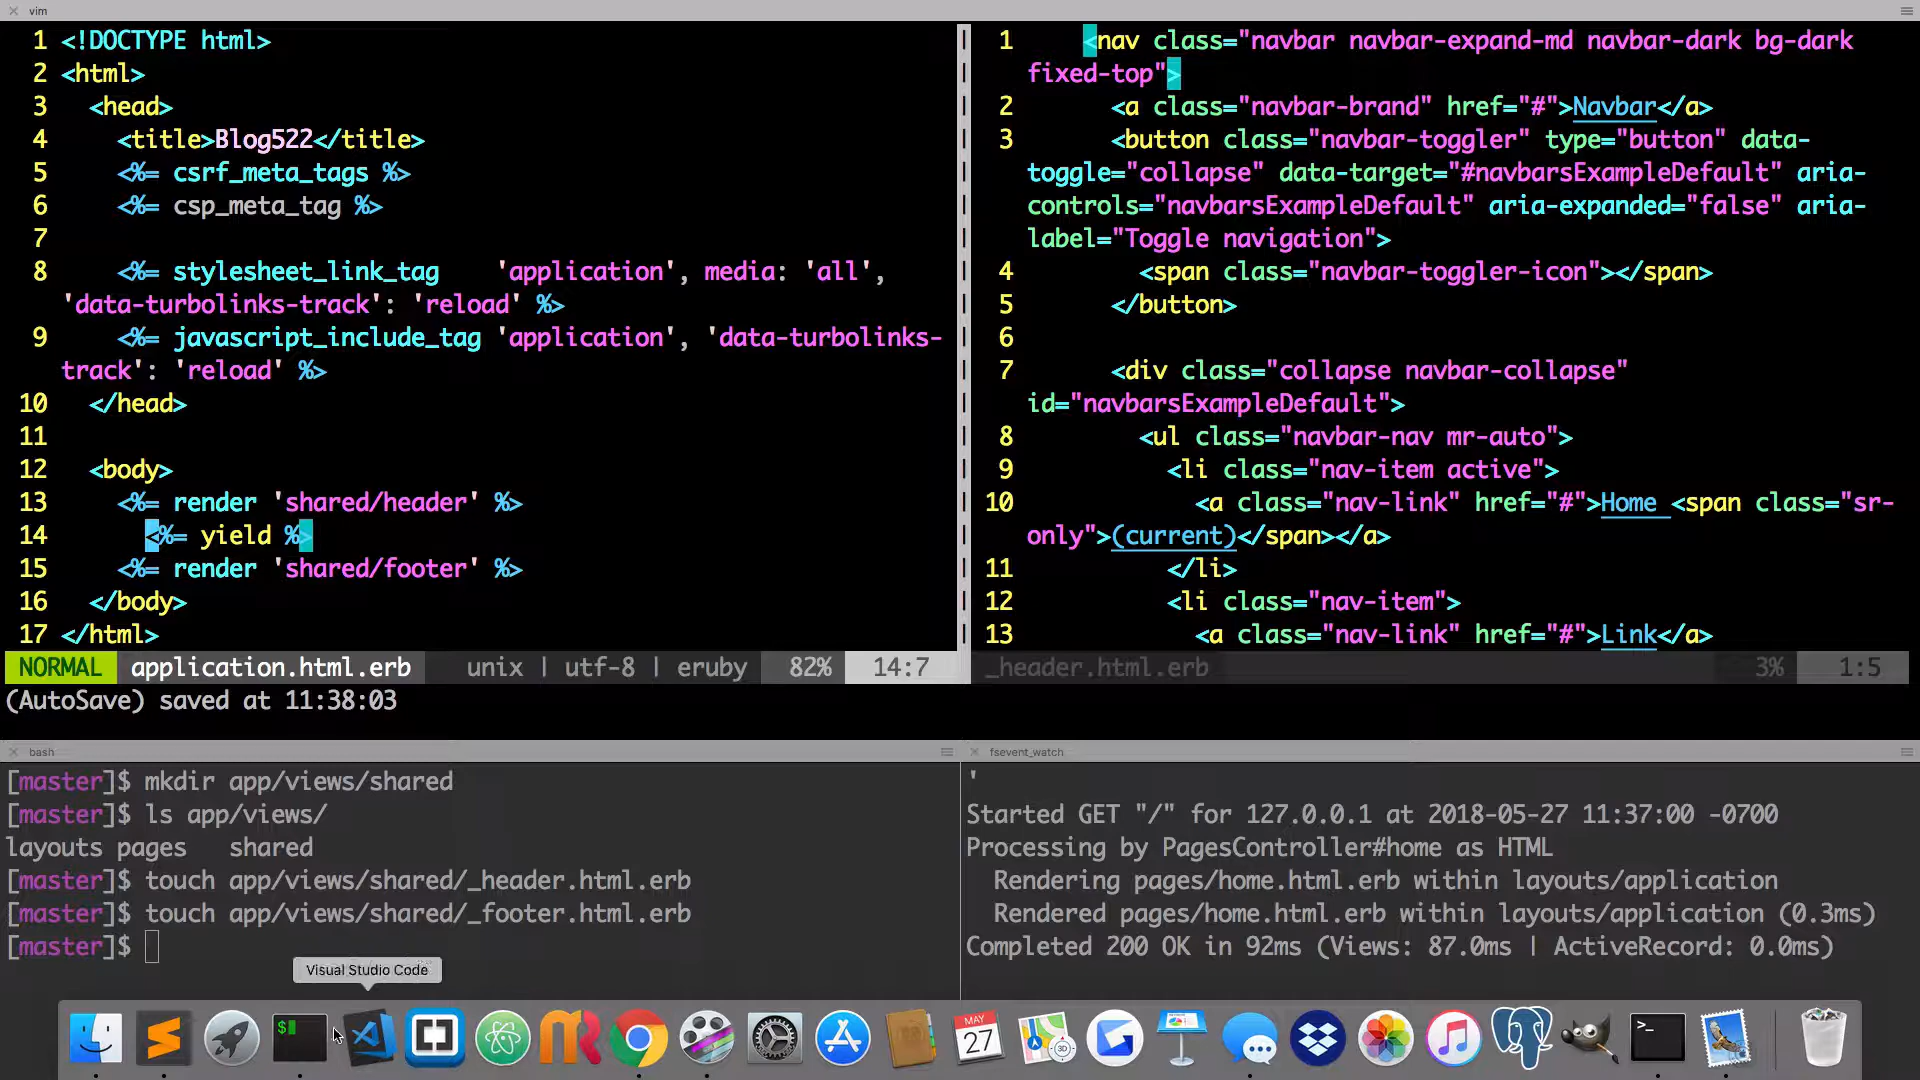 vim
1 <!DOCTYPE html>
2 <html>
3   <head>
4     <title>Blog522</title>
5     <%= csrf_meta_tags %>
6     <%= csp_meta_tag %>
7
8     <%= stylesheet_link_tag    'application', media: 'all',
'data-turbolinks-track': 'reload' %>
9     <%= javascript_include_tag 'application', 'data-turbolinks-
track': 'reload' %>
10   </head>
11
12   <body>
13     <%= render 'shared/header' %>
14       <%= yield %>
15     <%= render 'shared/footer' %>
16   </body>
17 </html>
NORMAL application.html.erb unix | utf-8 | eruby 82% 14:7
(AutoSave) saved at 11:38:03
1     <nav class="navbar navbar-expand-md navbar-dark bg-dark
fixed-top">
2       <a class="navbar-brand" href="#">Navbar</a>
3       <button class="navbar-toggler" type="button" data-
toggle="collapse" data-target="#navbarsExampleDefault" aria-
controls="navbarsExampleDefault" aria-expanded="false" aria-
label="Toggle navigation">
4         <span class="navbar-toggler-icon"></span>
5       </button>
6
7       <div class="collapse navbar-collapse"
id="navbarsExampleDefault">
8         <ul class="navbar-nav mr-auto">
9           <li class="nav-item active">
10             <a class="nav-link" href="#">Home <span class="sr-
only">(current)</span></a>
11           </li>
12           <li class="nav-item">
13             <a class="nav-link" href="#">Link</a>
_header.html.erb 3% 1:5
bash
[master]$ mkdir app/views/shared
[master]$ ls app/views/
layouts pages   shared
[master]$ touch app/views/shared/_header.html.erb
[master]$ touch app/views/shared/_footer.html.erb
[master]$
fsevent_watch
'
Started GET "/" for 127.0.0.1 at 2018-05-27 11:37:00 -0700
Processing by PagesController#home as HTML
  Rendering pages/home.html.erb within layouts/application
  Rendered pages/home.html.erb within layouts/application (0.3ms)
Completed 200 OK in 92ms (Views: 87.0ms | ActiveRecord: 0.0ms)
Visual Studio Code
$
MAY
27
3D
>_